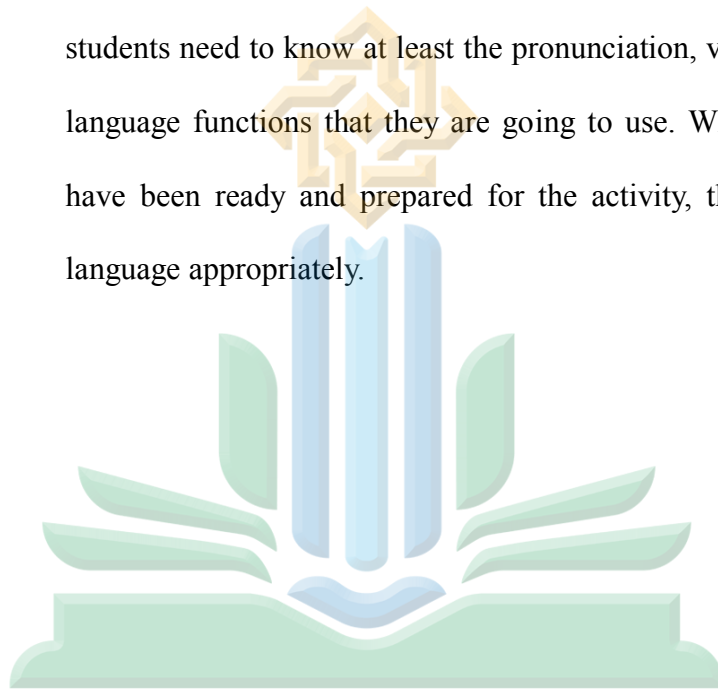 students need to know at least the pronunciation,
language functions that they are going to use.
have been ready and prepared for the activity,
language appropriately.